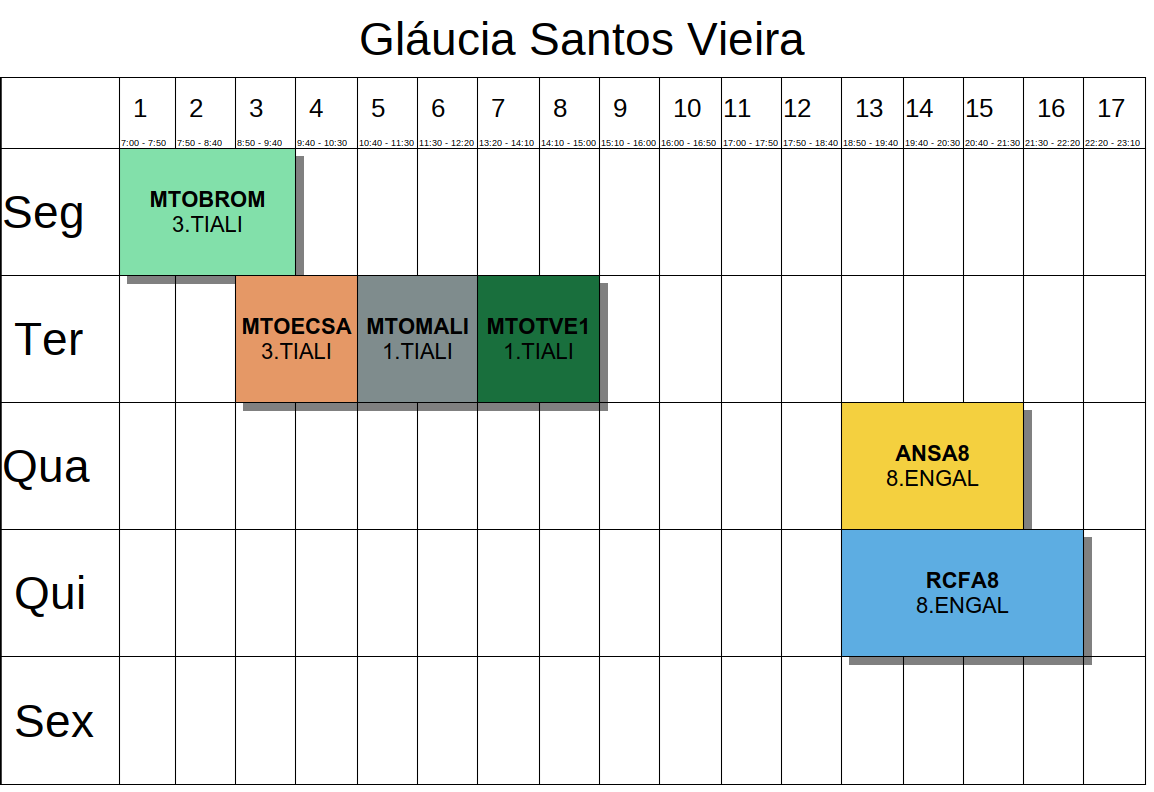 Gláucia Santos Vieira
1 2 3 4 5 6 7 8 9 10 11 12 13 14 15 16 17
7:00 - 7:50 7:50 - 8:40 8:50 - 9:40 9:40 - 10:30 10:40 - 11:30 11:30 - 12:20 13:20 - 14:10 14:10 - 15:00 15:10 - 16:00 16:00 - 16:50 17:00 - 17:50 17:50 - 18:40 18:50 - 19:40 19:40 - 20:30 20:40 - 21:30 21:30 - 22:20 22:20 - 23:10
Seg
MTOBROM
3.TIALI
Ter
MTOECSA MTOMALI MTOTVE1
3.TIALI 1.TIALI 1.TIALI
Qua
ANSA8
8.ENGAL
Qui
RCFA8
8.ENGAL
Sex